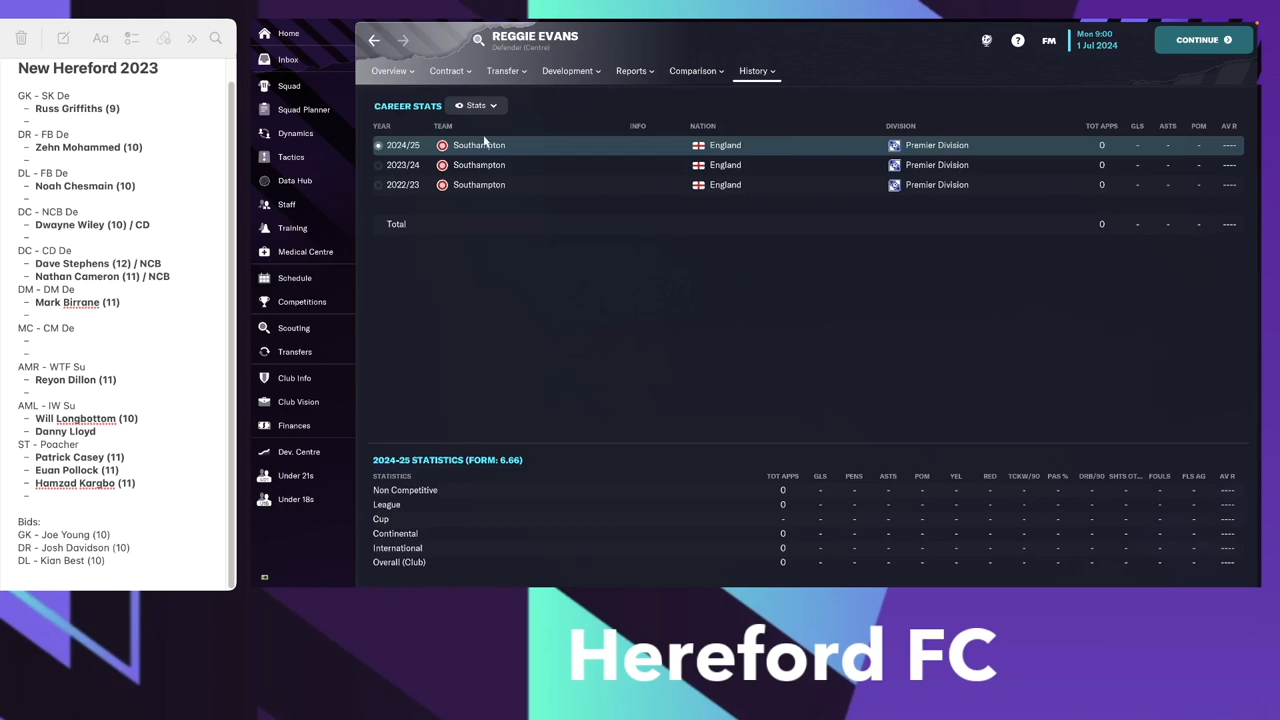 Aa
New Hereford 2023
GK - SK De
– Russ Griffiths (9)
–
DR - FB De
– Zehn Mohammed (10)
–
DL - FB De
– Noah Chesmain (10)
–
DC - NCB De
– Dwayne Wiley (10) / CD
–
DC - CD De
– Dave Stephens (12) / NCB
– Nathan Cameron (11) / NCB
DM - DM De
– Mark Birrane (11)
–
MC - CM De
–
–
AMR - WTF Su
– Reyon Dillon (11)
–
AML - IW Su
– Will Longbottom (10)
– Danny Lloyd
ST - Poacher
– Patrick Casey (11)
– Euan Pollock (11)
– Hamzad Kargbo (11)
–
Bids:
GK - Joe Young (10)
DR - Josh Davidson (10)
DL - Kian Best (10)
Home
Inbox
Squad
Squad Planner
Dynamics
Tactics
Data Hub
Staff
Training
Medical Centre
Schedule
Competitions
Scouting
Transfers
Club Info
Club Vision
Finances
Dev. Centre
Under 21s
Under 18s
REGGIE EVANS
Defender (Centre)
? FM Mon 9:00
1 Jul 2024
CONTINUE
Overview Contract Transfer Development Reports Comparison History
CAREER STATS Stats
YEAR TEAM INFO NATION DIVISION TOT APPS GLS ASTS POM AV R
2024/25 Southampton England Premier Division 0 - - - ----
2023/24 Southampton England Premier Division 0 - - - ----
2022/23 Southampton England Premier Division 0 - - - ----
Total 0 - - - ----
2024-25 STATISTICS (FORM: 6.66)
STATISTICS TOT APPS GLS PENS ASTS POM YEL RED TCKW/90 PAS % DRB/90 SHTS OT... FOULS FLS AG AV R
Non Competitive 0 - - - - - - - - - - - - ----
League 0 - - - - - - - - - - - - ----
Cup - - - - - - - - - - - - - ----
Continental 0 - - - - - - - - - - - - ----
International 0 - - - - - - - - - - - - ----
Overall (Club) 0 - - - - - - - - - - - - ----
Hereford FC